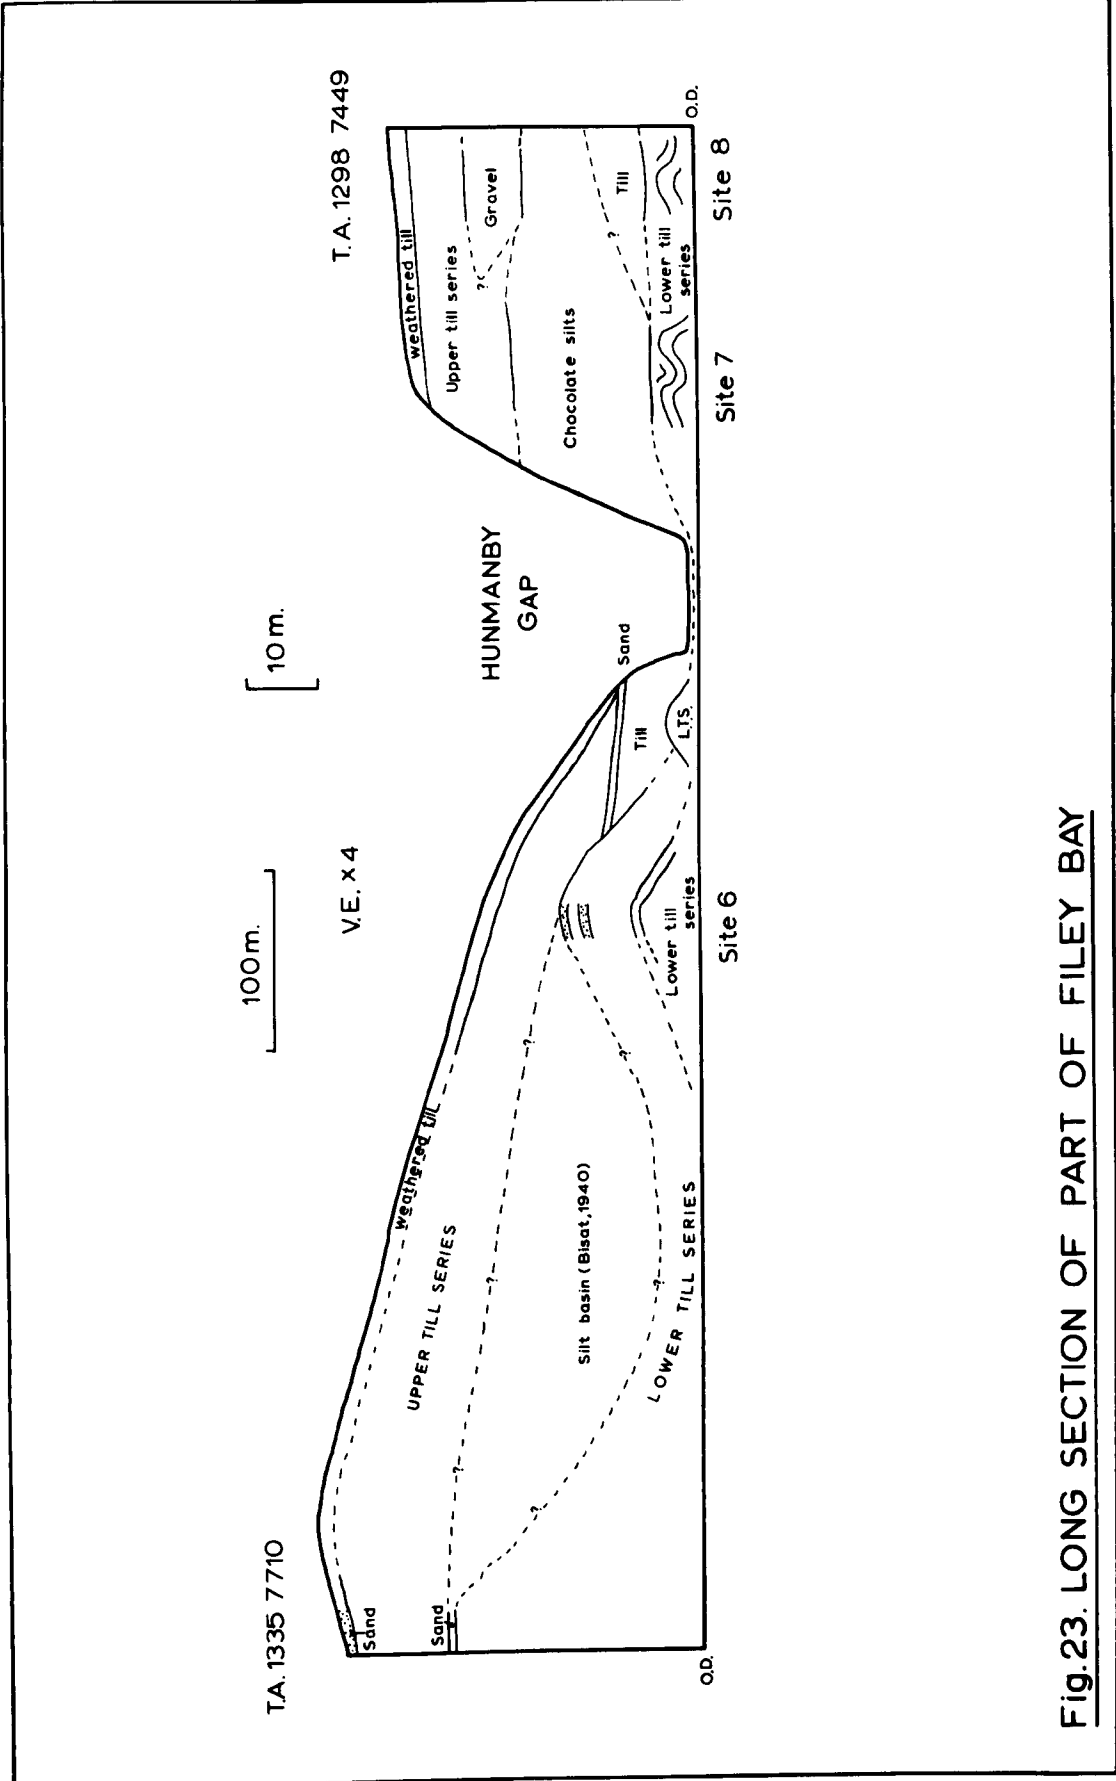 T.A. 1335 7710
T.A. 1298 7449
100m.
10m.
V.E. x 4
HUNMANBY
GAP
Sand
Sand
weathered till
UPPER TILL SERIES
?
?
?
Silt basin (Bisat,1940)
?
?
?
LOWER TILL SERIES
Lower till
series
Till
Sand
L.T.S.
weathered till
Upper till series
?
Gravel
Chocolate silts
?
Till
Lower till
series
O.D.
O.D.
Site 6
Site 7
Site 8
Fig.23. LONG SECTION OF PART OF FILEY BAY